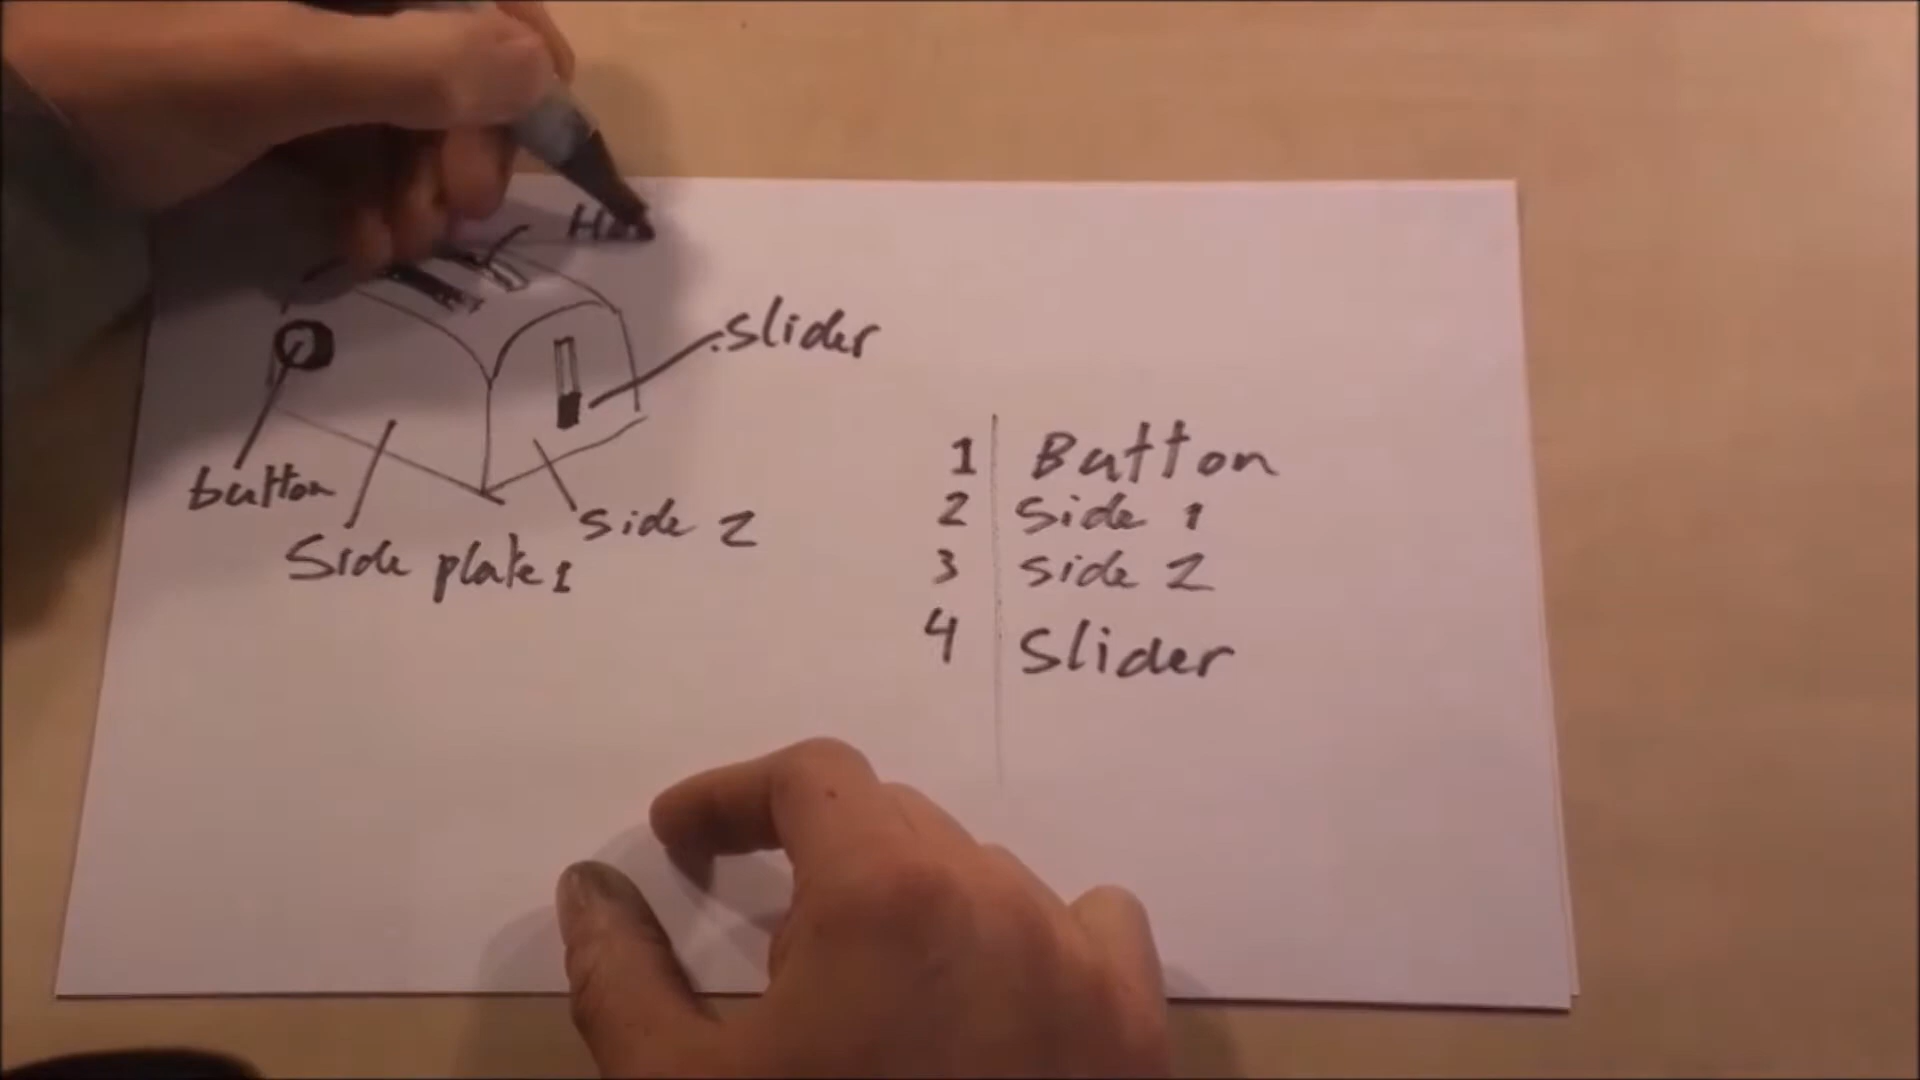 slider
button
Side plate 1
side 2
1 Button
2 Side 1
3 side 2
4 Slider